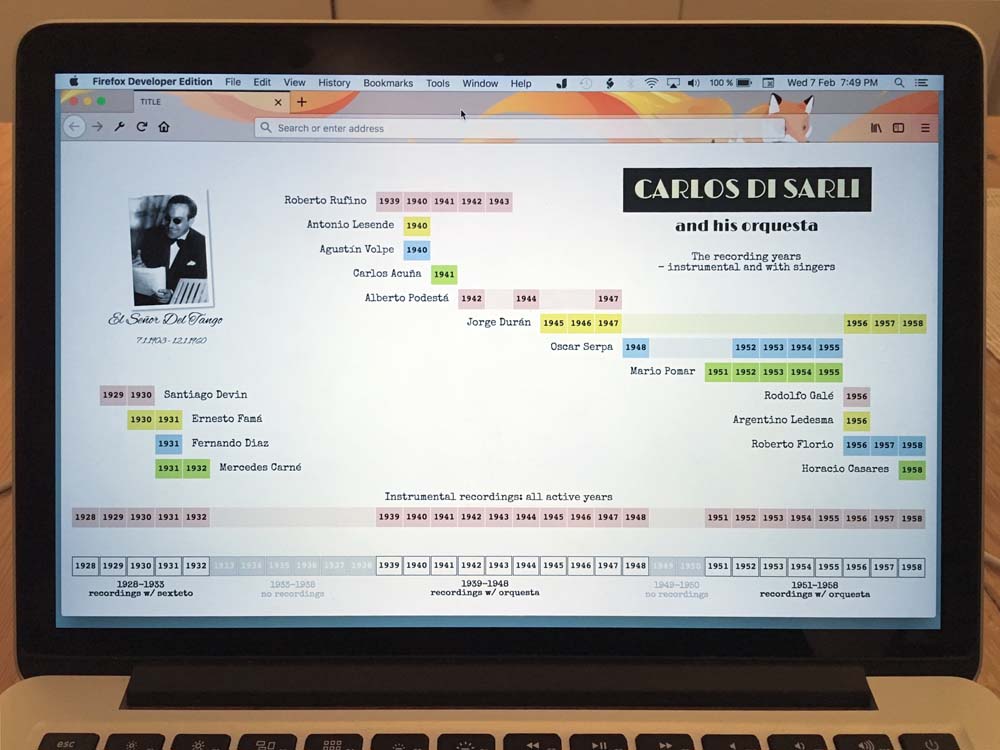 Firefox Developer Edition File Edit View History Bookmarks Tools Window Help 100 % Wed 7 Feb 7:49 PM
TITLE
Search or enter address
CARLOS DI SARLI
and his orquesta
The recording years
– instrumental and with singers
El Señor Del Tango
7.1.1903 - 12.1.1960
Roberto Rufino 1939 1940 1941 1942 1943
Antonio Lesende 1940
Agustín Volpe 1940
Carlos Acuña 1941
Alberto Podestá 1942 1944 1947
Jorge Durán 1945 1946 1947 1956 1957 1958
Oscar Serpa 1948 1952 1953 1954 1955
Mario Pomar 1951 1952 1953 1954 1955
Rodolfo Galé 1956
Argentino Ledesma 1956
Roberto Florio 1956 1957 1958
Horacio Casares 1958
1929 1930 Santiago Devin
1930 1931 Ernesto Famá
1931 Fernando Diaz
1931 1932 Mercedes Carné
Instrumental recordings: all active years
1928 1929 1930 1931 1932 1939 1940 1941 1942 1943 1944 1945 1946 1947 1948 1951 1952 1953 1954 1955 1956 1957 1958
1928 1929 1930 1931 1932 1933 1934 1935 1936 1937 1938 1939 1940 1941 1942 1943 1944 1945 1946 1947 1948 1949 1950 1951 1952 1953 1954 1955 1956 1957 1958
1928-1933
recordings w/ sexteto
1933-1938
no recordings
1939-1948
recordings w/ orquesta
1949-1950
no recordings
1951-1958
recordings w/ orquesta
esc